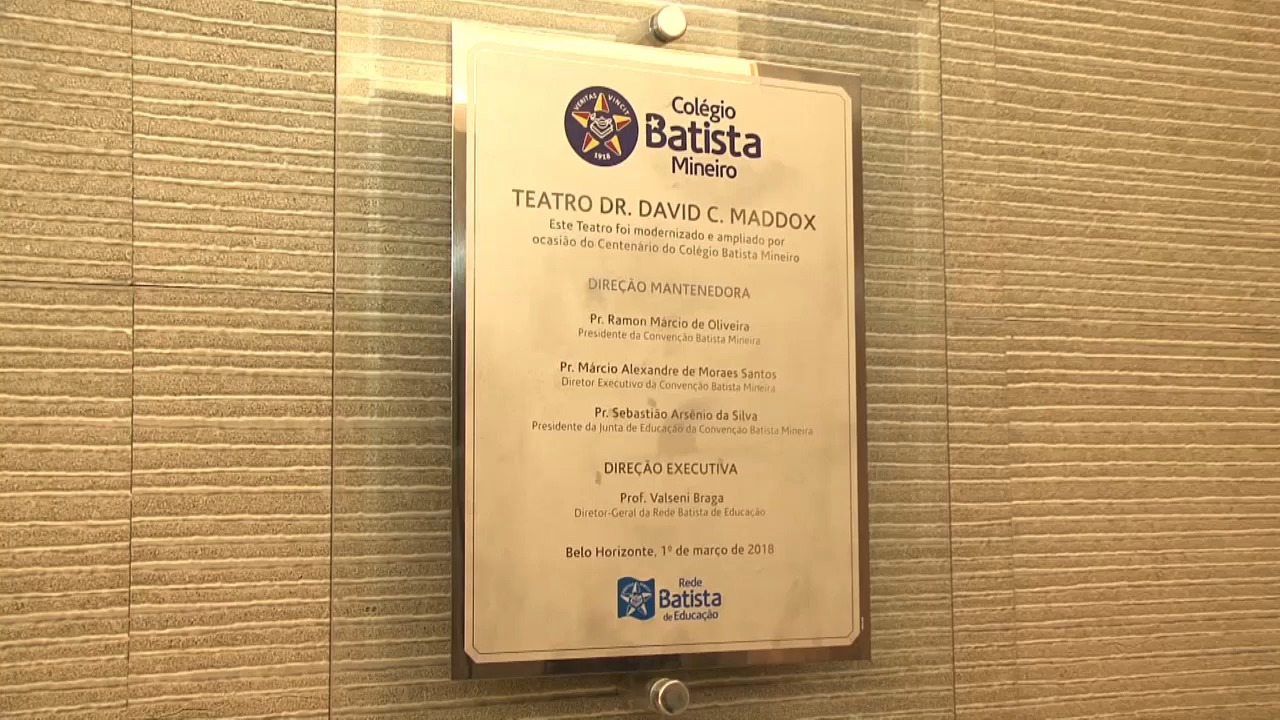 VERITAS VINCIT
1918
Colégio
Batista
Mineiro
TEATRO DR. DAVID C. MADDOX
Este Teatro foi modernizado e ampliado por
ocasião do Centenário do Colégio Batista Mineiro
DIREÇÃO MANTENEDORA
Pr. Ramon Márcio de Oliveira
Presidente da Convenção Batista Mineira
Pr. Márcio Alexandre de Moraes Santos
Diretor Executivo da Convenção Batista Mineira
Pr. Sebastião Arsênio da Silva
Presidente da Junta de Educação da Convenção Batista Mineira
DIREÇÃO EXECUTIVA
Prof. Valseni Braga
Diretor-Geral da Rede Batista de Educação
Belo Horizonte, 1º de março de 2018
Rede
Batista
de Educação